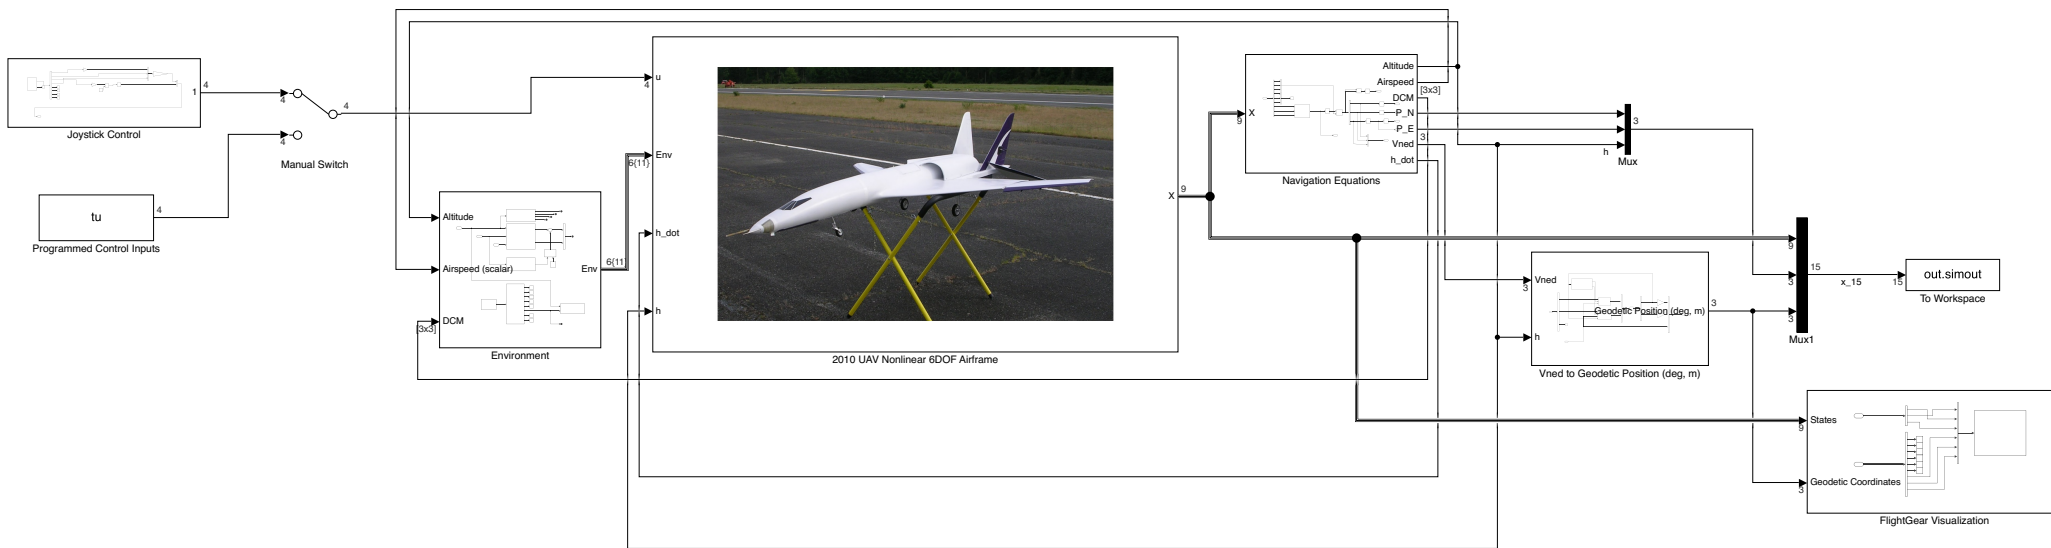 1
4
Joystick Control
4
4
4
Manual Switch
tu
4
Programmed Control Inputs
Altitude
Airspeed (scalar)
DCM
[3x3]
Env
6{11}
Environment
u
4
Env
6{11}
h_dot
h
X
9
2010 UAV Nonlinear 6DOF Airframe
X
9
Altitude
Airspeed
[3x3]
DCM
P_N
P_E
3
Vned
h_dot
Navigation Equations
3
h
Mux
Vned
3
h
Geodetic Position (deg, m)
3
Vned to Geodetic Position (deg, m)
9
3
3
15
x_15
Mux1
15
out.simout
To Workspace
States
9
Geodetic Coordinates
3
FlightGear Visualization